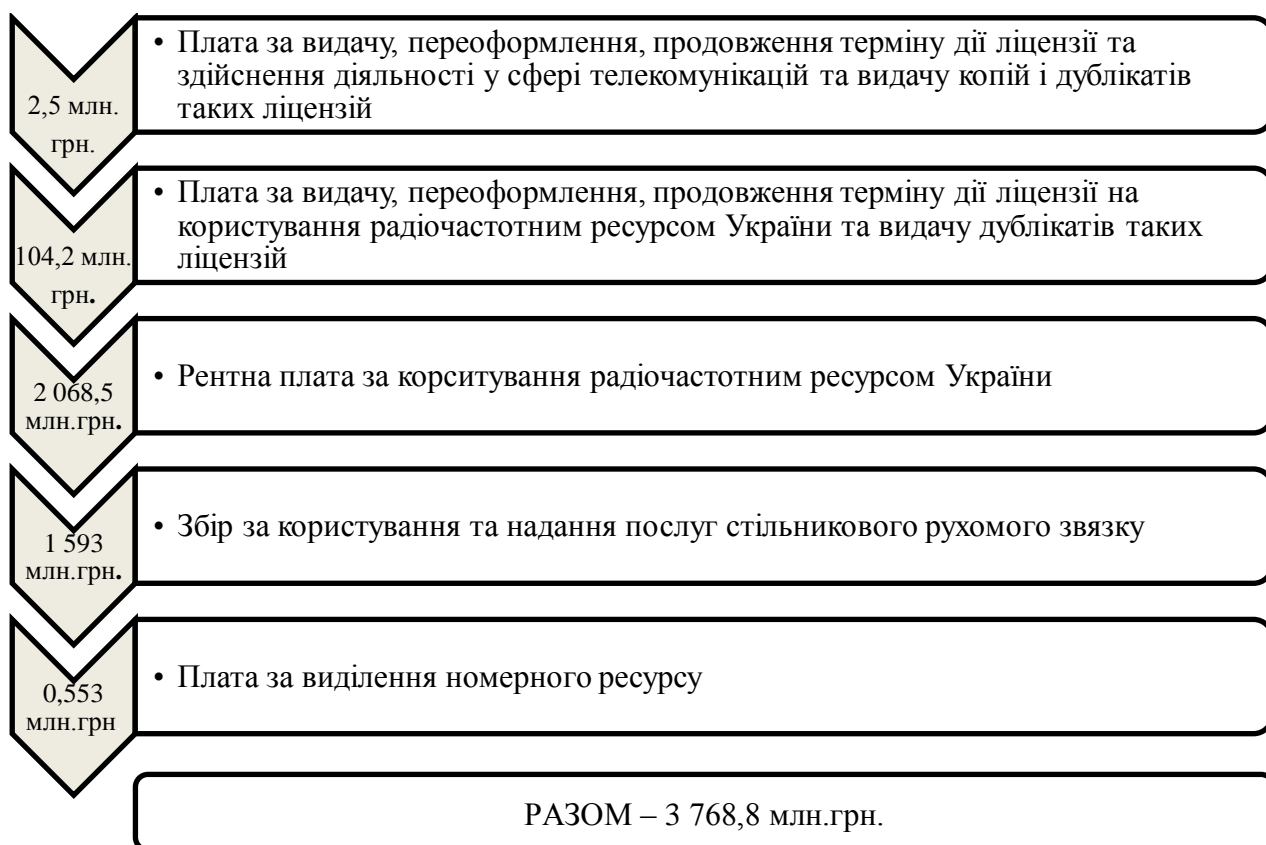 2,5 млн.
грн.
• Плата за видачу, переоформлення, продовження терміну дії ліцензії та
здійснення діяльності у сфері телекомунікацій та видачу копій і дублікатів
таких ліцензій
104,2 млн.
грн.
• Плата за видачу, переоформлення, продовження терміну дії ліцензії на
користування радіочастотним ресурсом України та видачу дублікатів таких
ліцензій
2 068,5
млн.грн.
• Рентна плата за корситування радіочастотним ресурсом України
1 593
млн.грн.
• Збір за користування та надання послуг стільникового рухомого звязку
0,553
млн.грн
• Плата за виділення номерного ресурсу
РАЗОМ – 3 768,8 млн.грн.